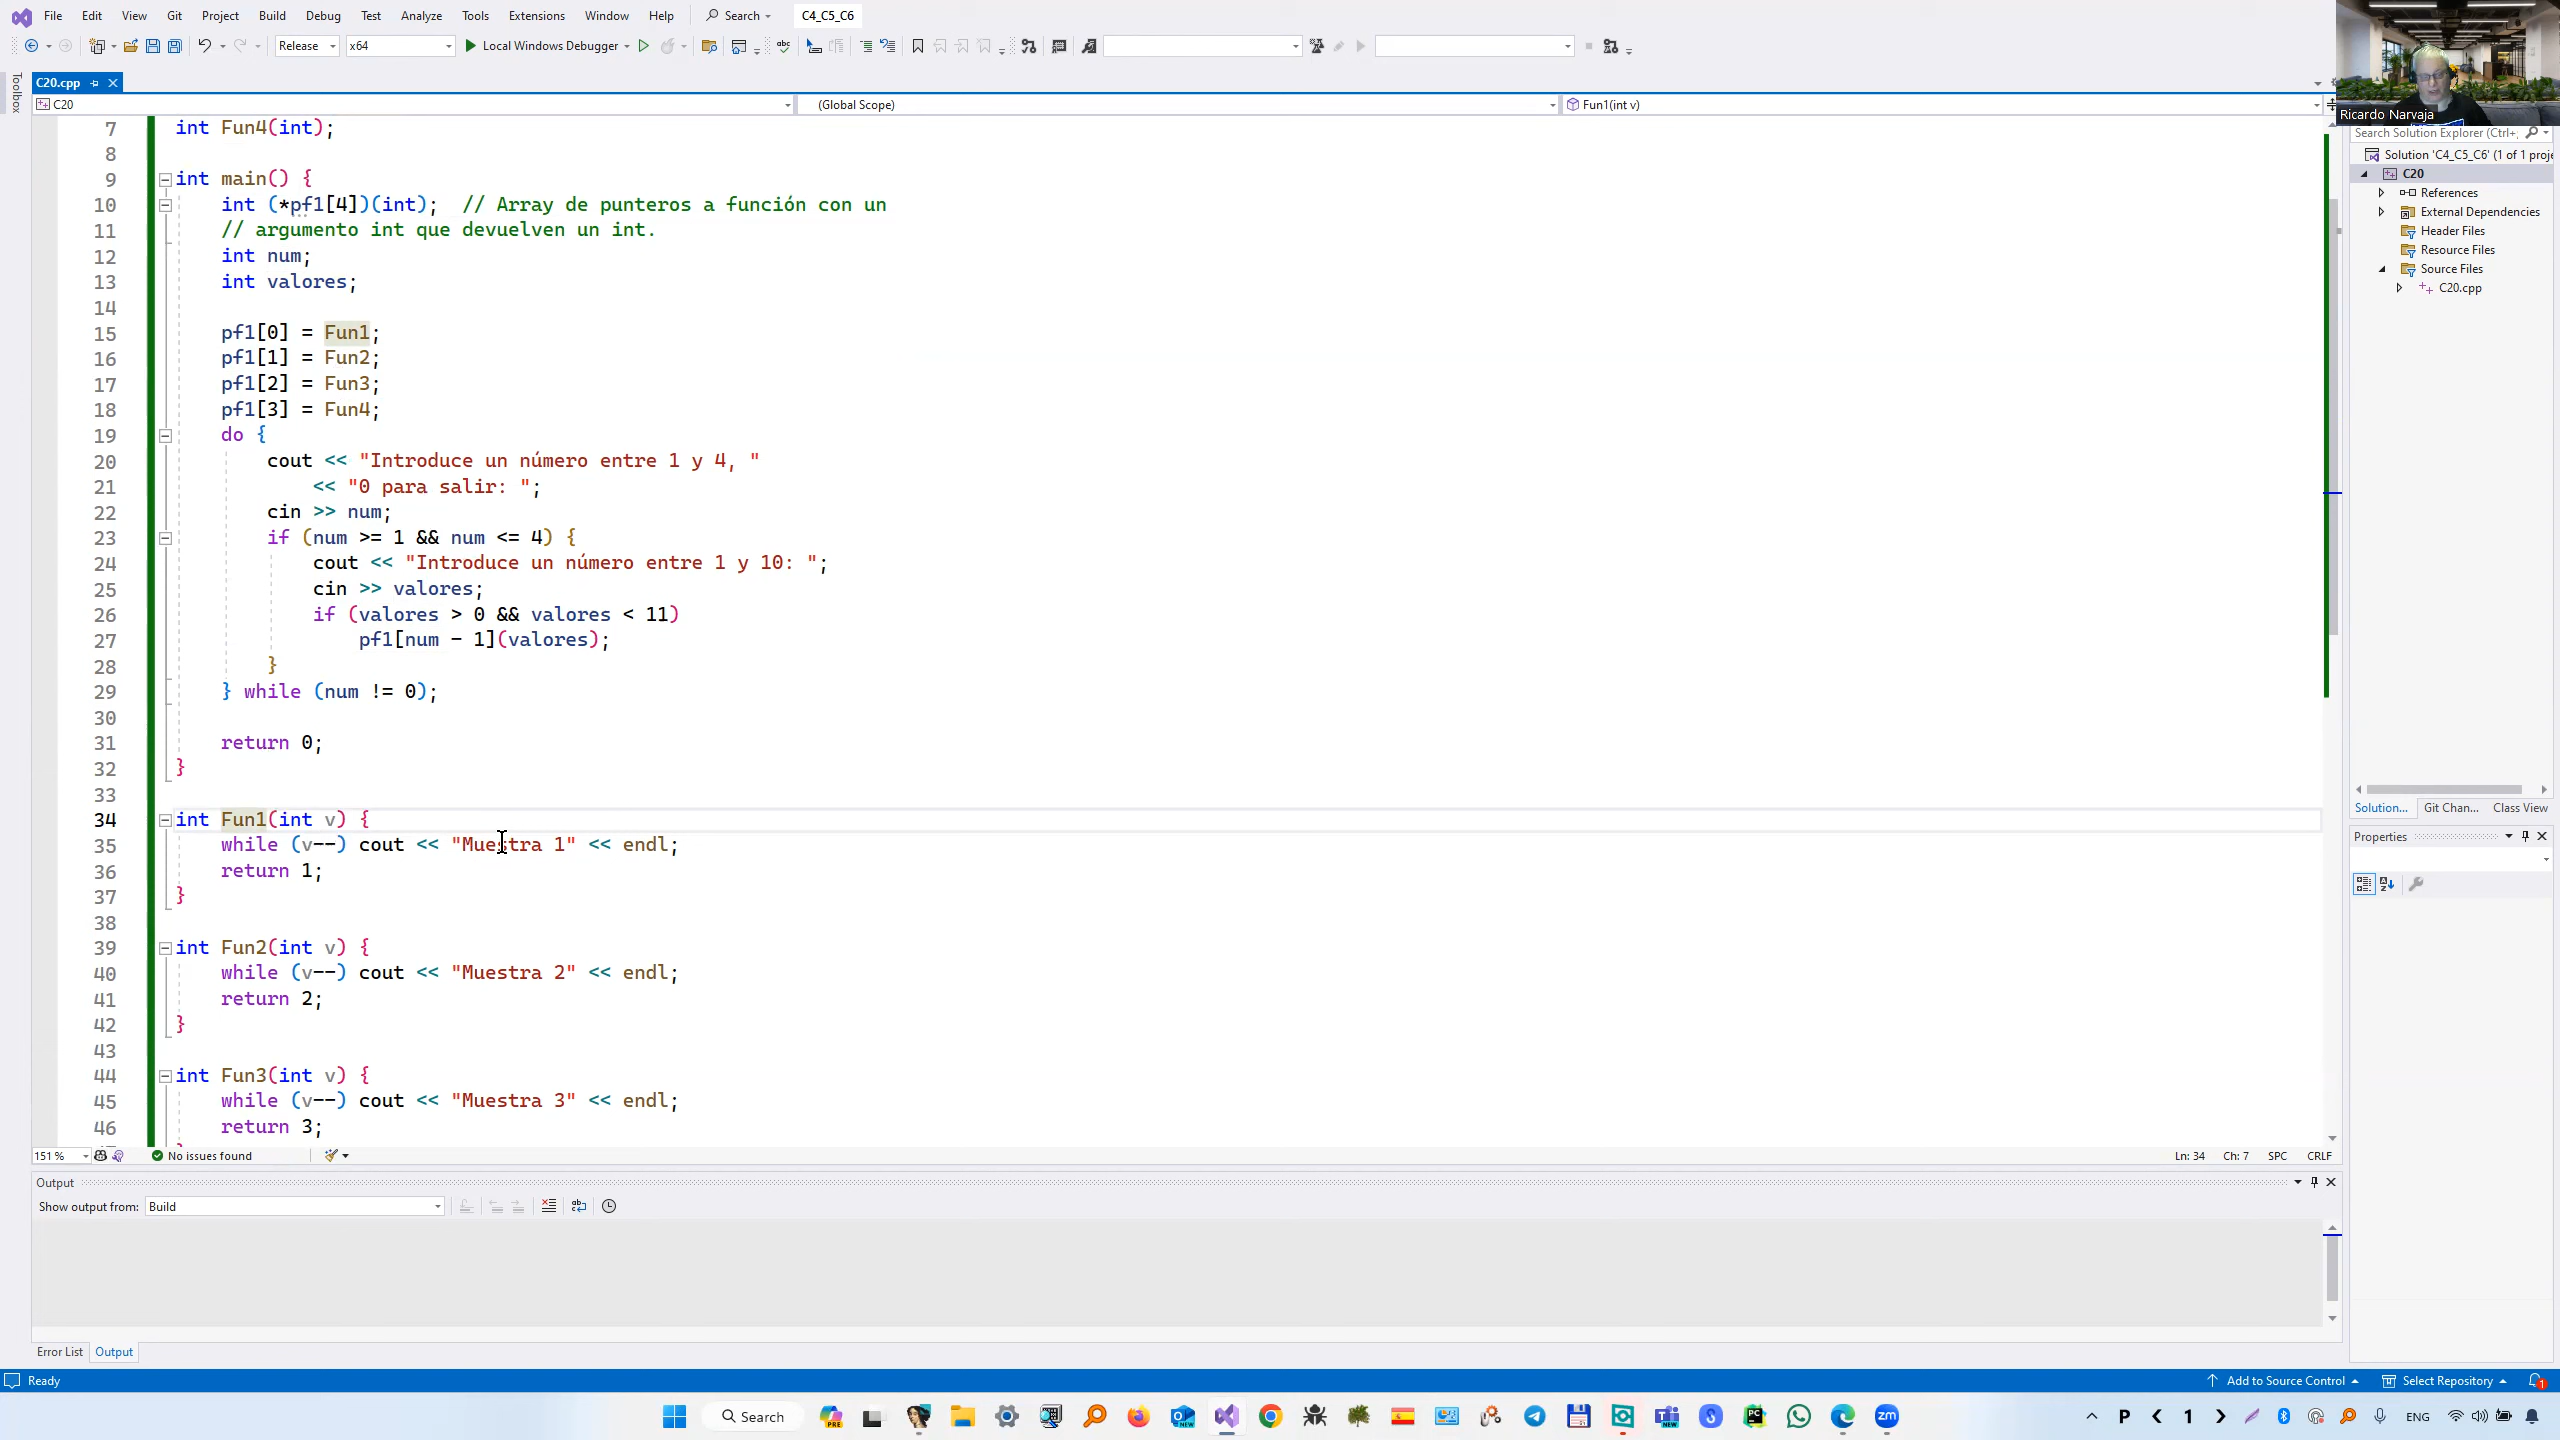 File Edit View Git Project Build Debug Test Analyze Tools Extensions Window Help Search C4_C5_C6
Release x64 Local Windows Debugger
Toolbox
C20.cpp
C20 (Global Scope) Fun1(int v)
7 int Fun4(int);
8
9 int main() {
10 int (*pf1[4])(int); // Array de punteros a función con un
11 // argumento int que devuelven un int.
12 int num;
13 int valores;
14
15 pf1[0] = Fun1;
16 pf1[1] = Fun2;
17 pf1[2] = Fun3;
18 pf1[3] = Fun4;
19 do {
20 cout << "Introduce un número entre 1 y 4, "
21 << "0 para salir: ";
22 cin >> num;
23 if (num >= 1 && num <= 4) {
24 cout << "Introduce un número entre 1 y 10: ";
25 cin >> valores;
26 if (valores > 0 && valores < 11)
27 pf1[num - 1](valores);
28 }
29 } while (num != 0);
30
31 return 0;
32 }
33
34 int Fun1(int v) {
35 while (v--) cout << "Muestra 1" << endl;
36 return 1;
37 }
38
39 int Fun2(int v) {
40 while (v--) cout << "Muestra 2" << endl;
41 return 2;
42 }
43
44 int Fun3(int v) {
45 while (v--) cout << "Muestra 3" << endl;
46 return 3;
151 % No issues found Ln: 34 Ch: 7 SPC CRLF
Output
Show output from: Build
Error List Output
Ricardo Narvaja
Search Solution Explorer (Ctrl+;
Solution 'C4_C5_C6' (1 of 1 proje
C20
References
External Dependencies
Header Files
Resource Files
Source Files
C20.cpp
Solution... Git Chan... Class View
Properties
Ready Add to Source Control Select Repository 1
Search PRE NEW NEW PC zm P 1 ENG